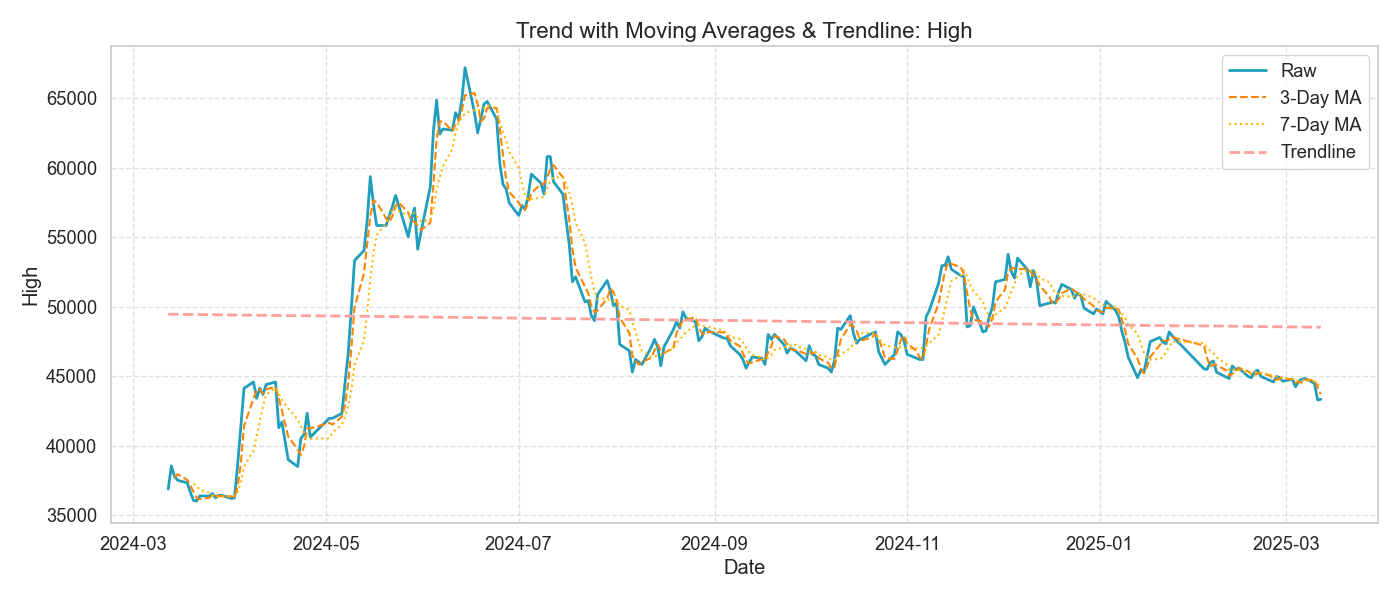 Trend with Moving Averages & Trendline: High
Raw
3-Day MA
7-Day MA
Trendline
High
65000
60000
55000
50000
45000
40000
35000
2024-03
2024-05
2024-07
2024-09
2024-11
2025-01
2025-03
Date